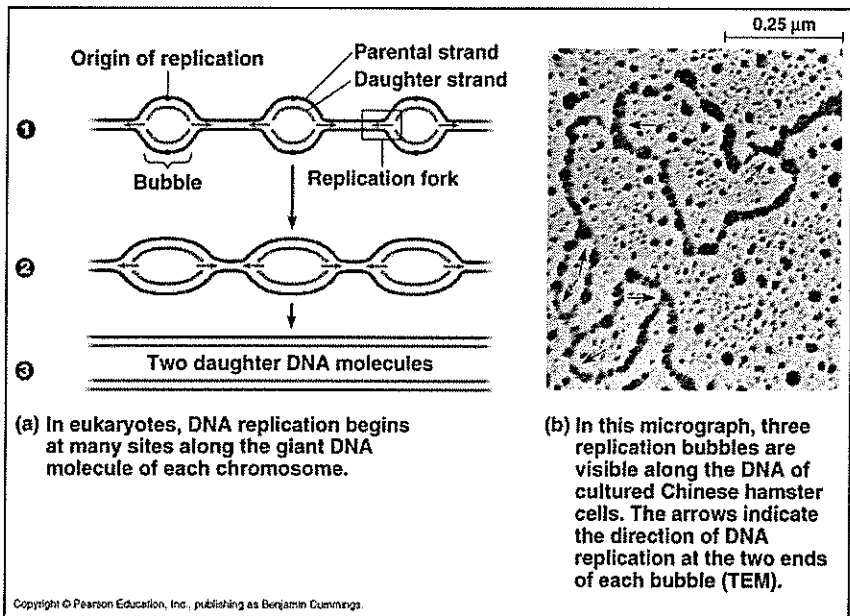 0.25 µm
Origin of replication
Parental strand
Daughter strand
1
Bubble
Replication fork
2
3
Two daughter DNA molecules
(a) In eukaryotes, DNA replication begins
at many sites along the giant DNA
molecule of each chromosome.
(b) In this micrograph, three
replication bubbles are
visible along the DNA of
cultured Chinese hamster
cells. The arrows indicate
the direction of DNA
replication at the two ends
of each bubble (TEM).
Copyright © Pearson Education, Inc., publishing as Benjamin Cummings.